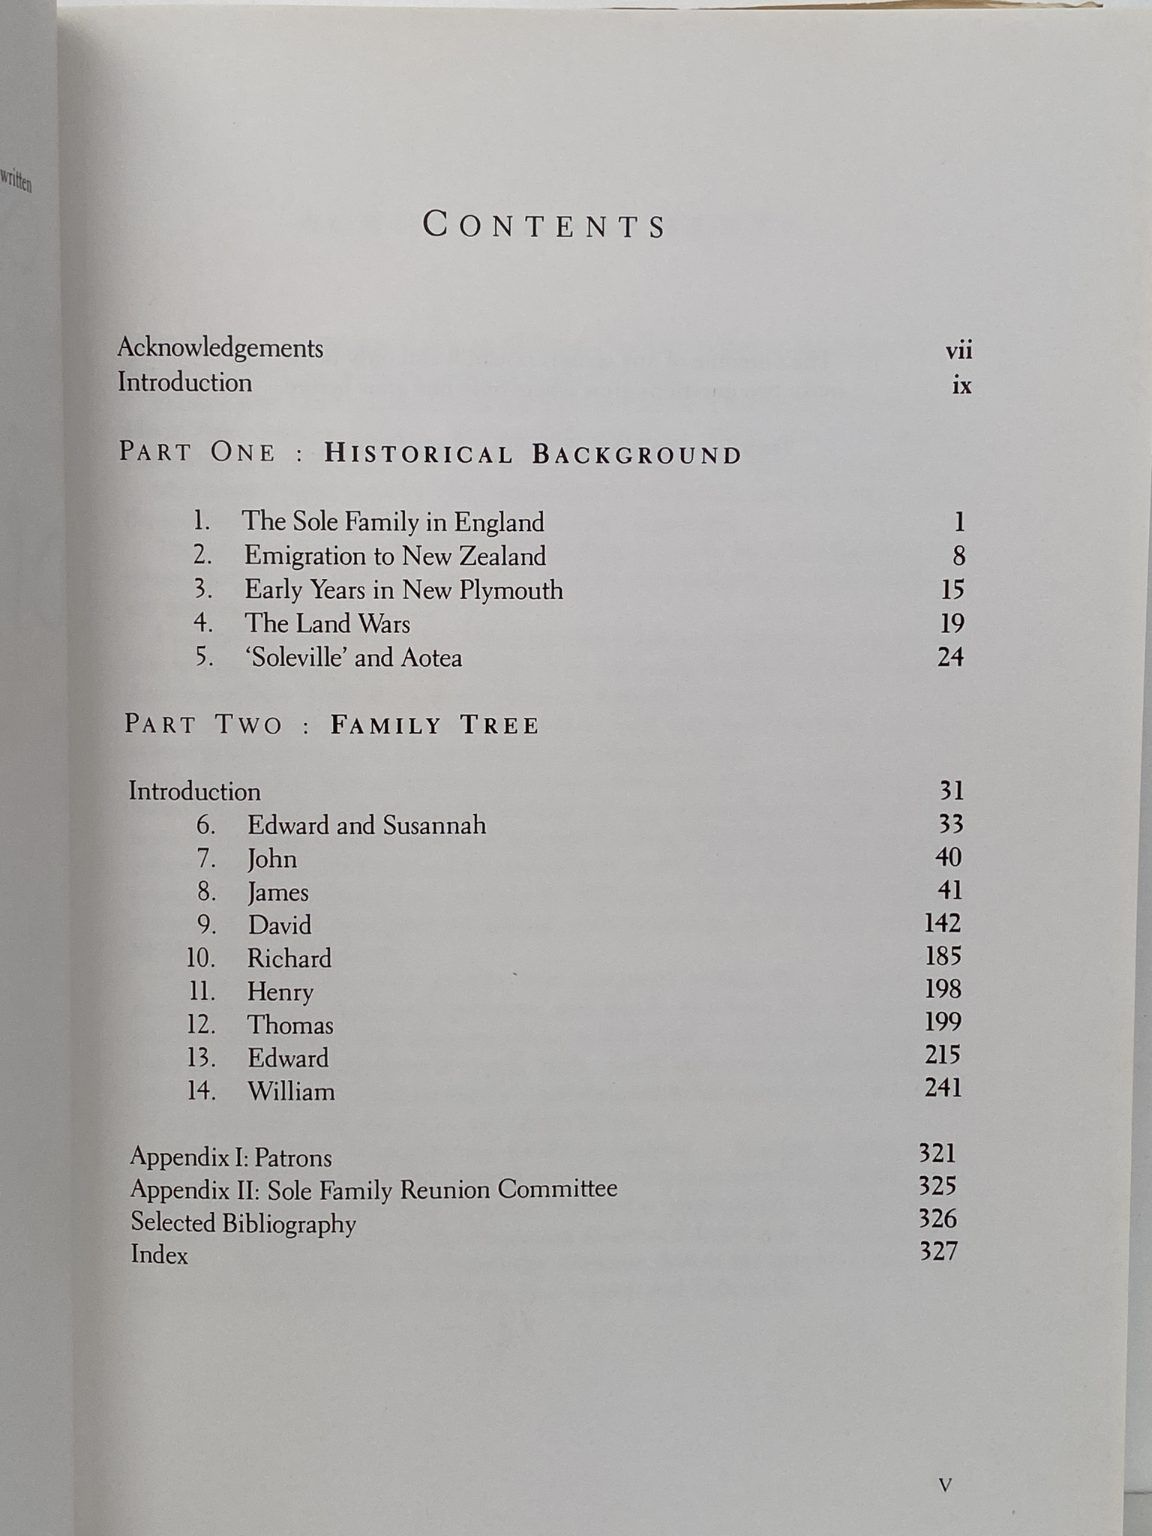 written
CONTENTS
Acknowledgements vii
Introduction ix
PART ONE : HISTORICAL BACKGROUND
1. The Sole Family in England 1
2. Emigration to New Zealand 8
3. Early Years in New Plymouth 15
4. The Land Wars 19
5. ‘Soleville’ and Aotea 24
PART TWO : FAMILY TREE
Introduction 31
6. Edward and Susannah 33
7. John 40
8. James 41
9. David 142
10. Richard 185
11. Henry 198
12. Thomas 199
13. Edward 215
14. William 241
Appendix I: Patrons 321
Appendix II: Sole Family Reunion Committee 325
Selected Bibliography 326
Index 327
V